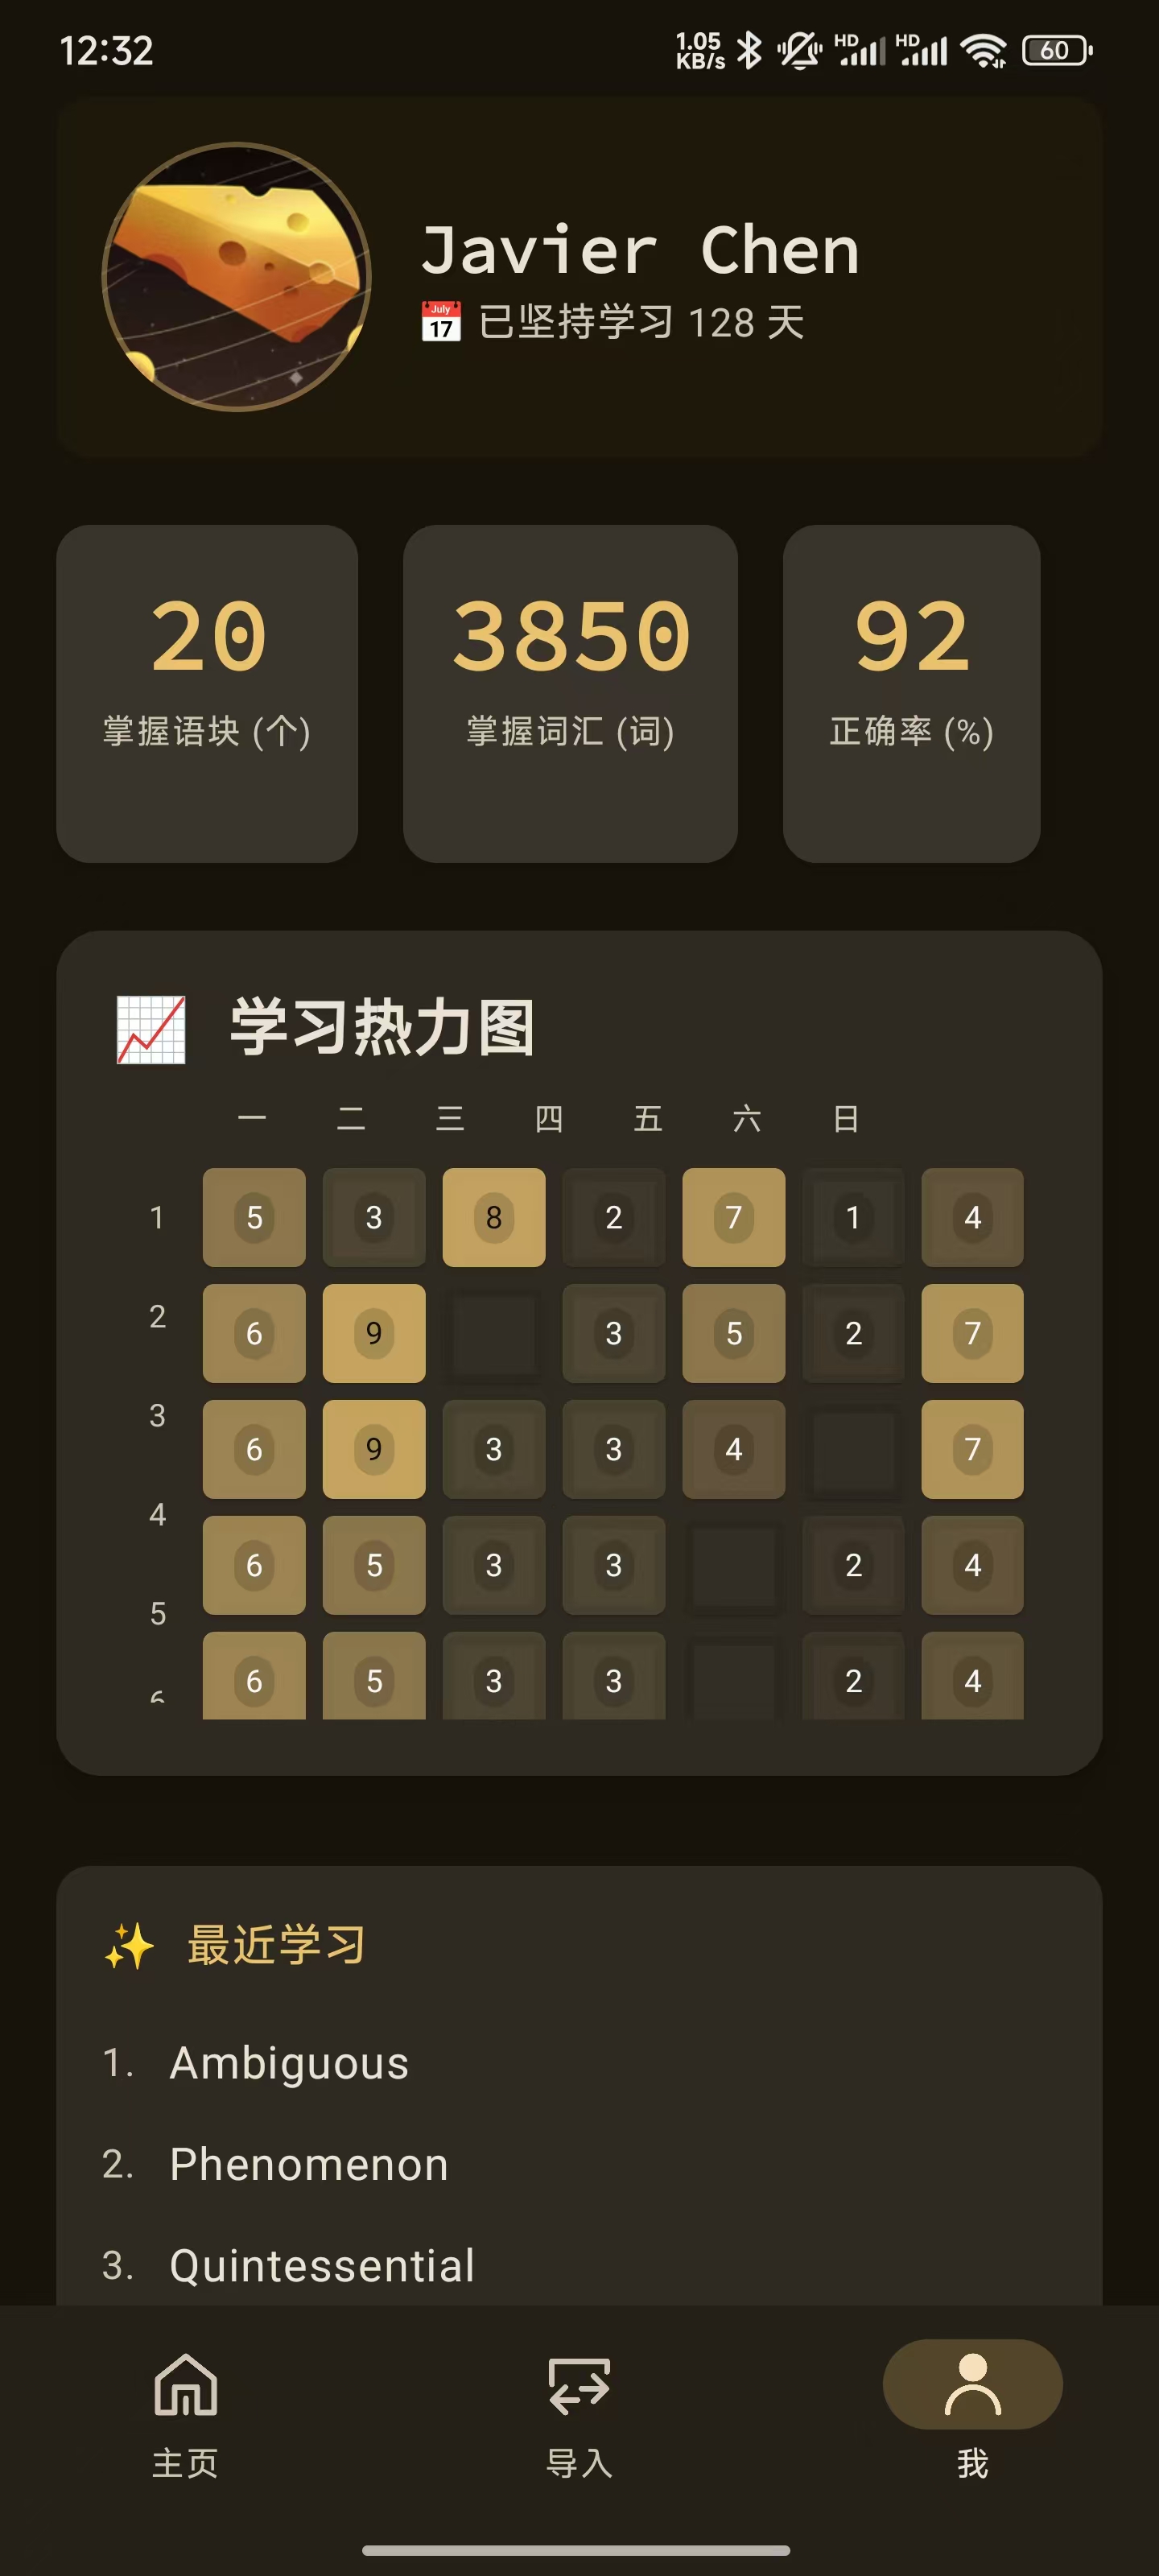 12:32
1.05 KB/s HD HD 60
Javier Chen
July 17 已坚持学习 128 天
20 3850 92
掌握语块 (个) 掌握词汇 (词) 正确率 (%)
学习热力图
一 二 三 四 五 六 日
1 5 3 8 2 7 1 4
2 6 9 3 5 2 7
3 6 9 3 3 4 7
4 6 5 3 3 2 4
5 6 5 3 3 2 4
6
最近学习
1. Ambiguous
2. Phenomenon
3. Quintessential
主页 导入 我